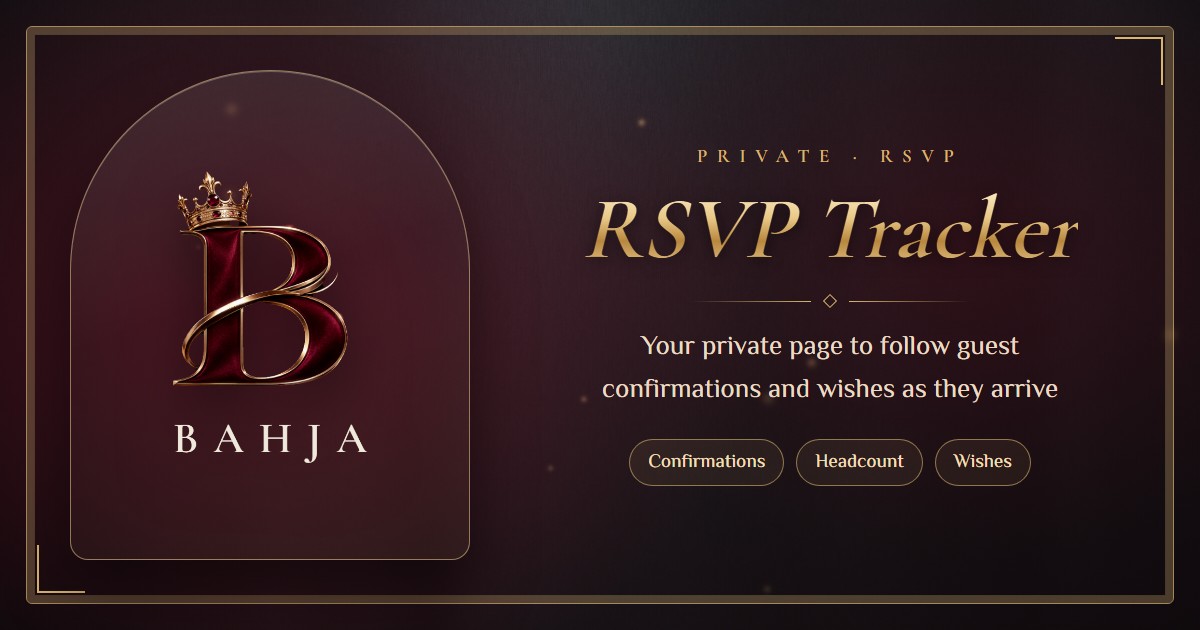 B
BAHJA
PRIVATE · RSVP
RSVP Tracker
Your private page to follow guest
confirmations and wishes as they arrive
Confirmations
Headcount
Wishes